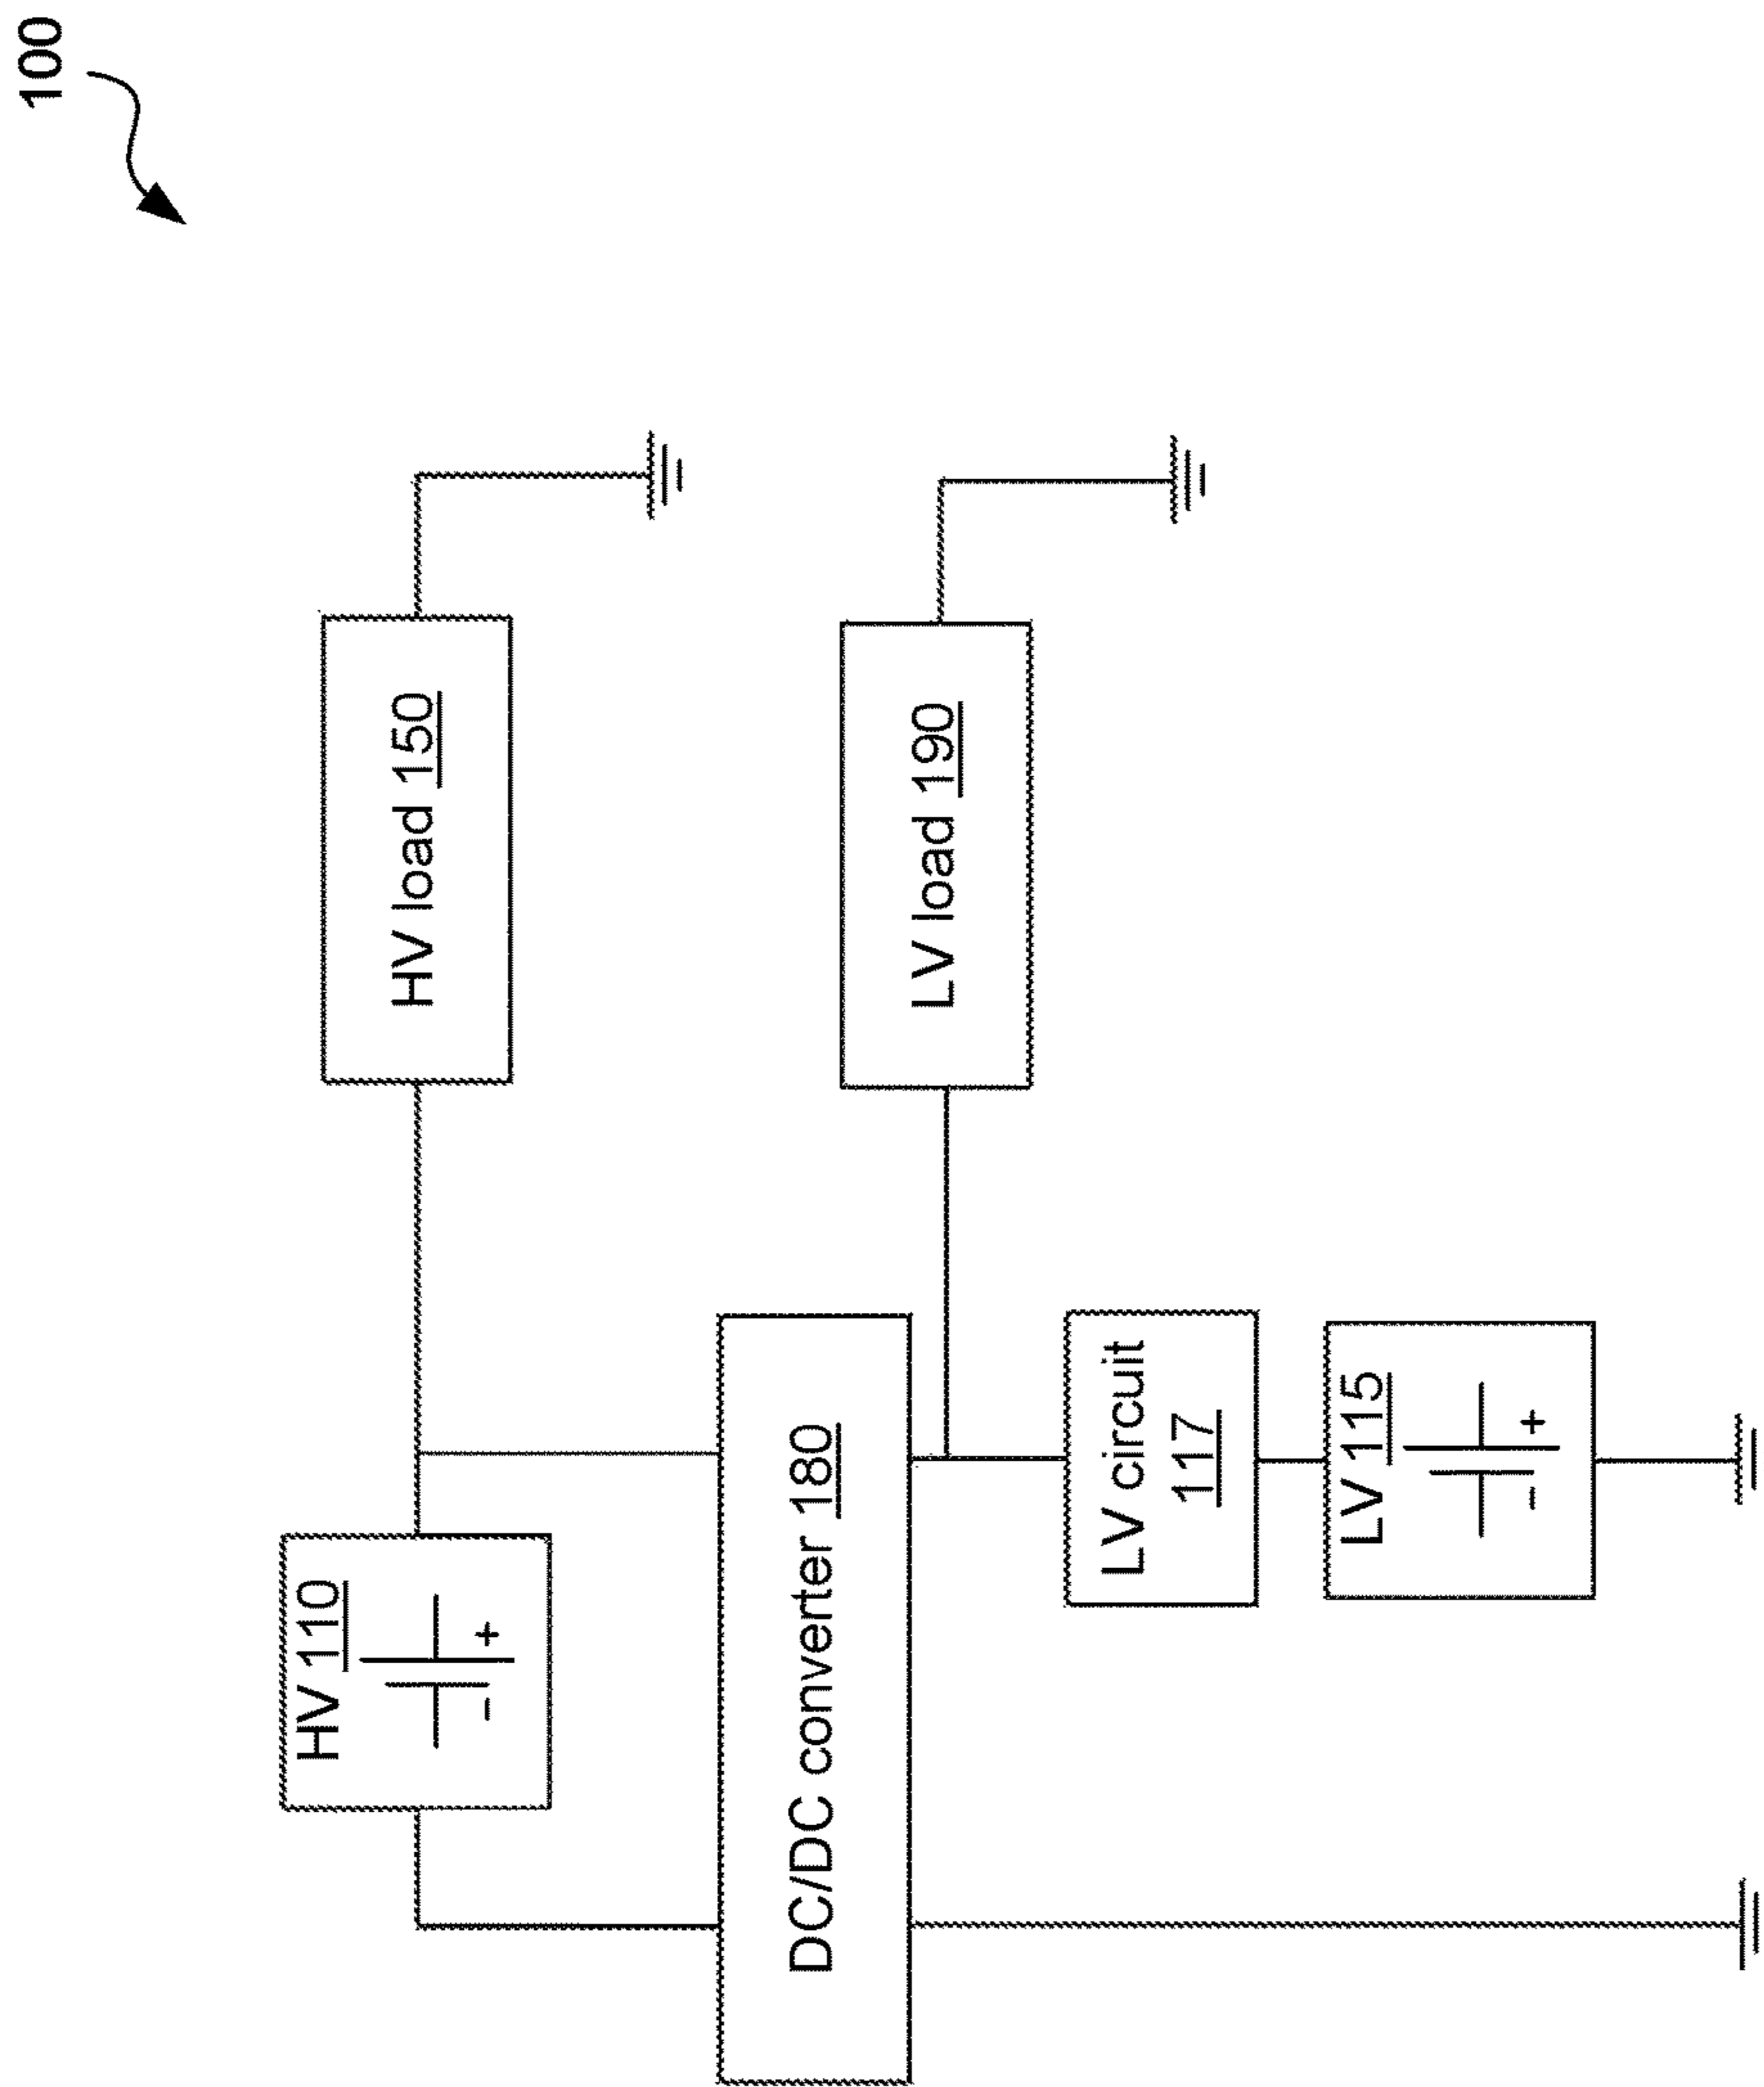 100
HV 110
- +
HV load 150
DC/DC converter 180
LV load 190
LV circuit
117
LV 115
- +